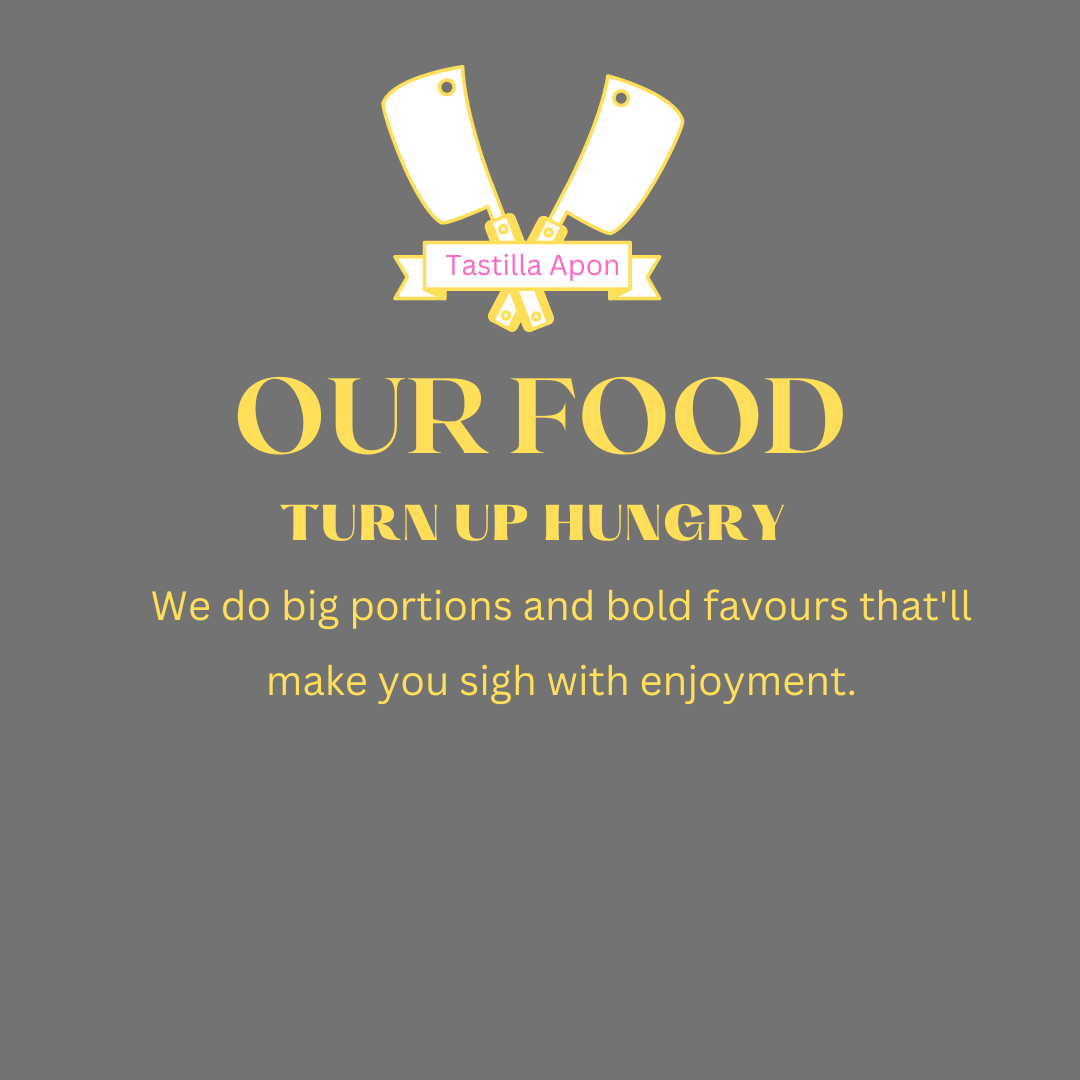 Tastilla Apon
OUR FOOD
TURN UP HUNGRY
We do big portions and bold favours that'll
make you sigh with enjoyment.